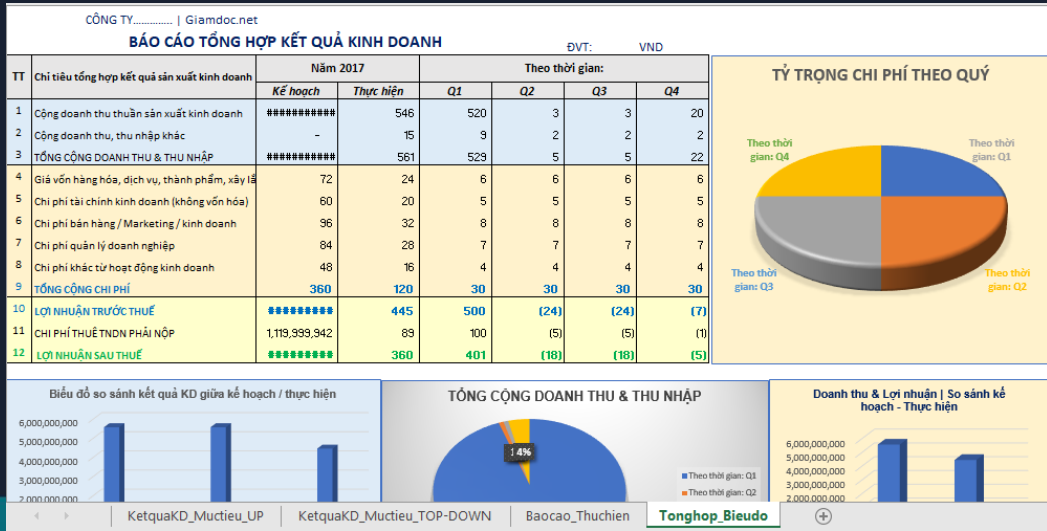 CÔNG TY............. | Giamdoc.net
BÁO CÁO TỔNG HỢP KẾT QUẢ KINH DOANH
ĐVT: VND
TT Chỉ tiêu tổng hợp kết quả sản xuất kinh doanh Năm 2017 Theo thời gian:
Kế hoạch Thực hiện Q1 Q2 Q3 Q4
1 Cộng doanh thu thuần sản xuất kinh doanh ########### 546 520 3 3 20
2 Cộng doanh thu, thu nhập khác - 15 9 2 2 2
3 TỔNG CỘNG DOANH THU & THU NHẬP ########### 561 529 5 5 22
4 Giá vốn hàng hóa, dịch vụ, thành phẩm, xây lắ 72 24 6 6 6 6
5 Chi phí tài chính kinh doanh (không vốn hóa) 60 20 5 5 5 5
6 Chi phí bán hàng / Marketing / kinh doanh 96 32 8 8 8 8
7 Chi phí quản lý doanh nghiệp 84 28 7 7 7 7
8 Chi phí khác từ hoạt động kinh doanh 48 16 4 4 4 4
9 TỔNG CỘNG CHI PHÍ 360 120 30 30 30 30
10 LỢI NHUẬN TRƯỚC THUẾ ######### 445 500 (24) (24) (7)
11 CHI PHÍ THUẾ TNDN PHẢI NỘP 1,119,999,942 89 100 (5) (5) (1)
12 LỢI NHUẬN SAU THUẾ ######### 360 401 (18) (18) (5)
TỶ TRỌNG CHI PHÍ THEO QUÝ
Theo thời
gian: Q4
Theo thời
gian: Q1
Theo thời
gian: Q3
Theo thời
gian: Q2
Biểu đồ so sánh kết quả KD giữa kế hoạch / thực hiện
6,000,000,000
5,000,000,000
4,000,000,000
3,000,000,000
2,000,000,000
TỔNG CỘNG DOANH THU & THU NHẬP
4%
Theo thời gian: Q1
Theo thời gian: Q2
Doanh thu & Lợi nhuận | So sánh kế
hoạch - Thực hiện
6,000,000,000
5,000,000,000
4,000,000,000
3,000,000,000
2,000,000,000
KetquaKD_Muctieu_UP KetquaKD_Muctieu_TOP-DOWN Baocao_Thuchien Tonghop_Bieudo